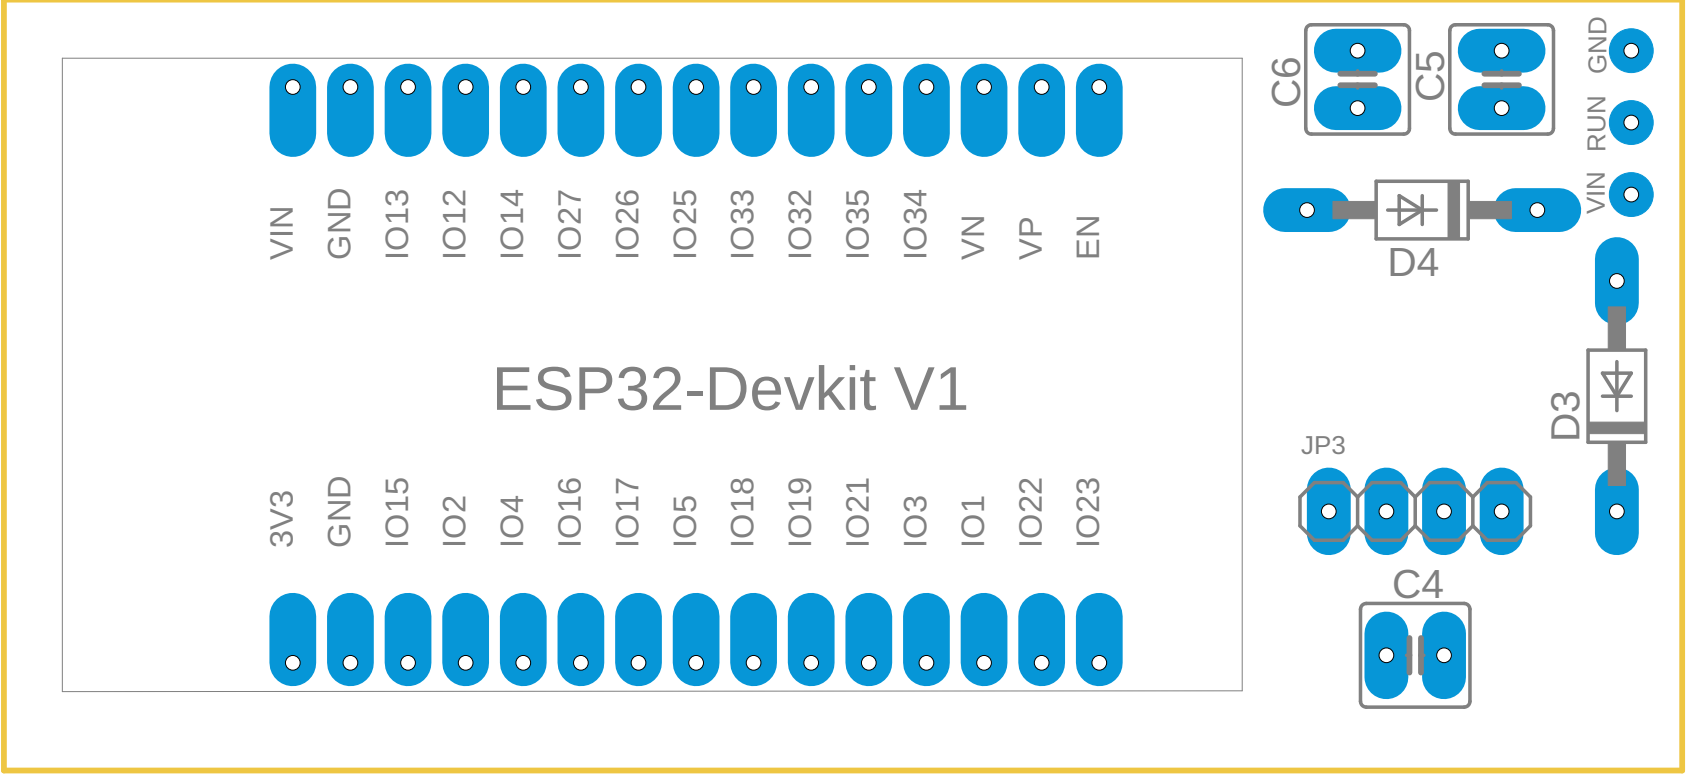 C6
C5
GND
RUN
VIN
VIN
GND
IO13
IO12
IO14
IO27
IO26
IO25
IO33
IO32
IO35
IO34
VN
VP
EN
D4
ESP32-Devkit V1
D3
JP3
3V3
GND
IO15
IO2
IO4
IO16
IO17
IO5
IO18
IO19
IO21
IO3
IO1
IO22
IO23
C4